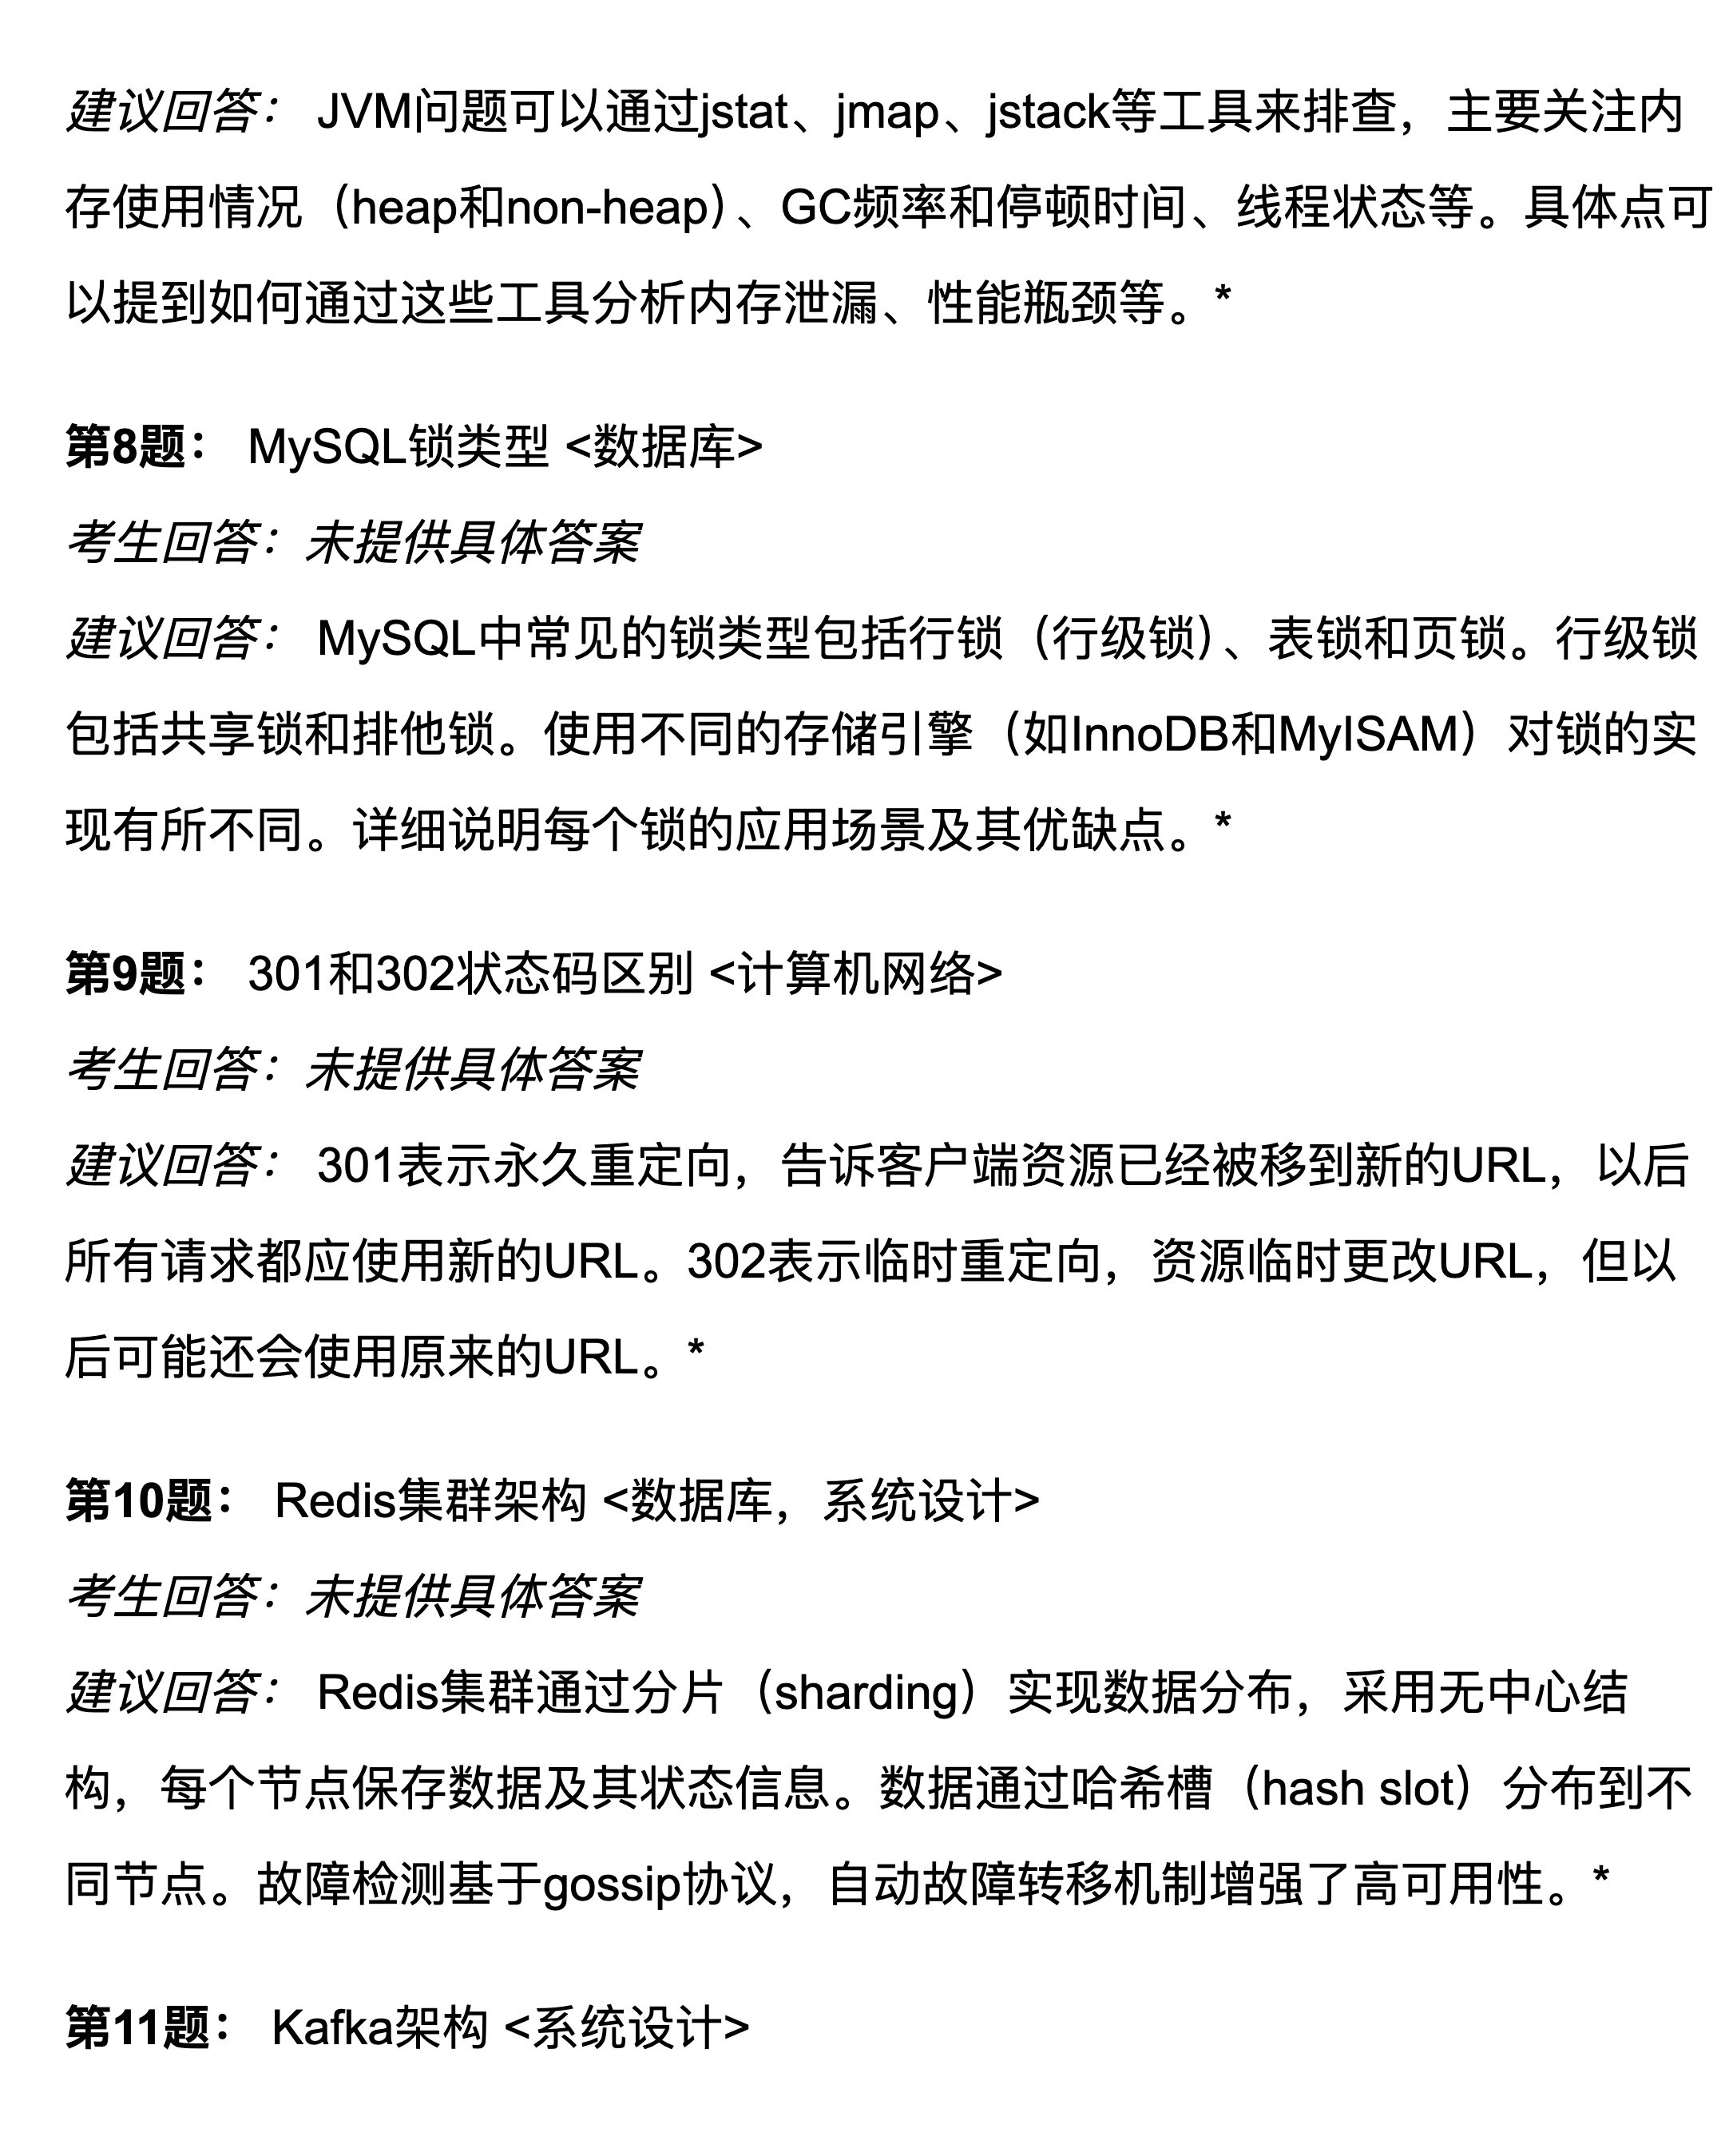 建议回答： JVM问题可以通过jstat、jmap、jstack等工具来排查，主要关注内
存使用情况（heap和non-heap）、GC频率和停顿时间、线程状态等。具体点可
以提到如何通过这些工具分析内存泄漏、性能瓶颈等。*
第8题： MySQL锁类型 <数据库>
考生回答：未提供具体答案
建议回答： MySQL中常见的锁类型包括行锁（行级锁）、表锁和页锁。行级锁
包括共享锁和排他锁。使用不同的存储引擎（如InnoDB和MyISAM）对锁的实
现有所不同。详细说明每个锁的应用场景及其优缺点。*
第9题： 301和302状态码区别 <计算机网络>
考生回答：未提供具体答案
建议回答： 301表示永久重定向，告诉客户端资源已经被移到新的URL，以后
所有请求都应使用新的URL。302表示临时重定向，资源临时更改URL，但以
后可能还会使用原来的URL。*
第10题： Redis集群架构 <数据库，系统设计>
考生回答：未提供具体答案
建议回答： Redis集群通过分片（sharding）实现数据分布，采用无中心结
构，每个节点保存数据及其状态信息。数据通过哈希槽（hash slot）分布到不
同节点。故障检测基于gossip协议，自动故障转移机制增强了高可用性。*
第11题： Kafka架构 <系统设计>